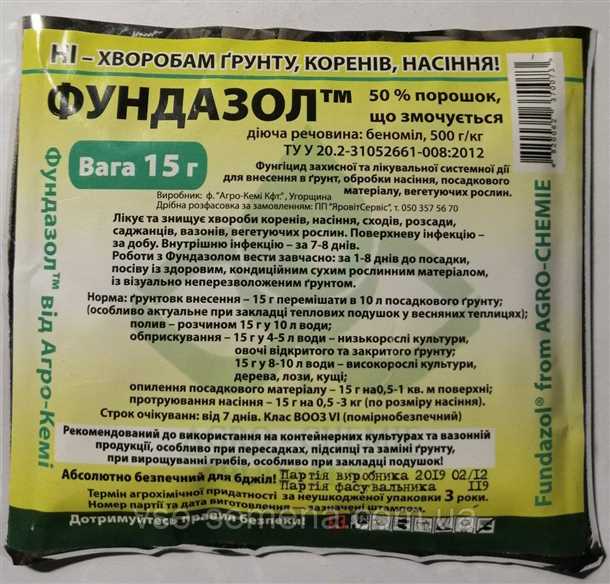 НІ – ХВОРОБАМ ҐРУНТУ, КОРЕНІВ, НАСІННЯ!
ФУНДАЗОЛ™
50 % порошок,
що змочується
діюча речовина: беноміл, 500 г/кг
ТУ У 20.2-31052661-008:2012
Вага 15 г
Фунгіцид захисної та лікувальної системної дії
для внесення в ґрунт, обробки насіння, посадкового
матеріалу, вегетуючих рослин.
Виробник: ф. "Агро-Кемі Кфт.", Угорщина
Дрібна розфасовка за замовленням: ПП "ЯровітСервіс", т. 050 357 56 70
Лікує та знищує хвороби коренів, насіння, сходів, розсади,
саджанців, вазонів, вегетуючих рослин. Поверхневу інфекцію –
за добу. Внутрішню інфекцію – за 7-8 днів.
Роботи з Фундазолом вести завчасно: за 1-8 днів до посадки,
посіву із здоровим, кондиційним сухим рослинним матеріалом,
із візуально неперезволоженим ґрунтом.
Норма: ґрунтовк внесення – 15 г перемішати в 10 л посадкового ґрунту;
(особливо актуальне при закладці теплових подушок у весняних теплицях);
полив – розчином 15 г у 10 л води;
обприскування – 15 г у 4-5 л води – низькорослі культури,
овочі відкритого та закритого ґрунту;
15 г у 8-10 л води – високорослі культури,
дерева, лози, кущі;
опилення посадкового матеріалу – 15 г на 0,5-1 кв. м поверхні;
протруювання насіння – 15 г на 0,5 -3 кг (по розміру насіння).
Строк очікуванн: від 7 днів. Клас ВООЗ VI (помірнобезпечний)
Рекомендований до використання на контейнерних культурах та вазонній
продукції, особливо при пересадках, підсипці та заміні ґрунту,
при вирощуванні грибів, особливо при закладці подушок!
Абсолютно безпечний для бджіл!
Партія виробника 2019 02/12
Партія фасувальника 119
Термін агрохімічної придатності за неушкодженої упаковки 3 роки.
Номер партії та дата виготовлення – зазначені штампом.
Дотримуйтесь правил безпеки!
Фундазол™ від Агро-Кемі
Fundazol® from AGRO-CHEMIE